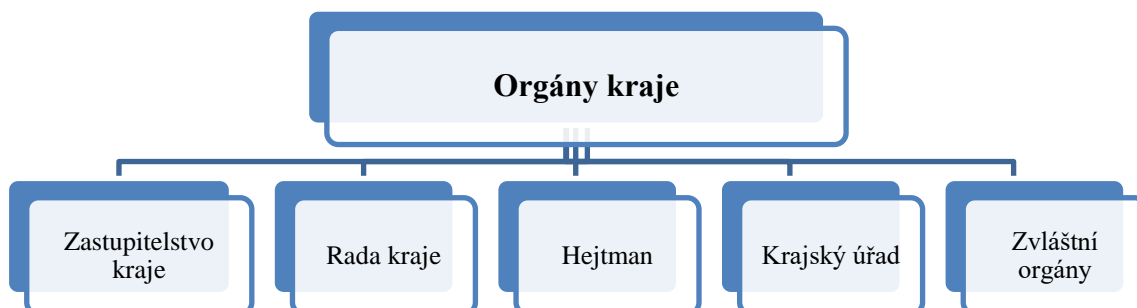 Orgány kraje
Zastupitelstvo
kraje
Rada kraje
Hejtman
Krajský úřad
Zvláštní
orgány